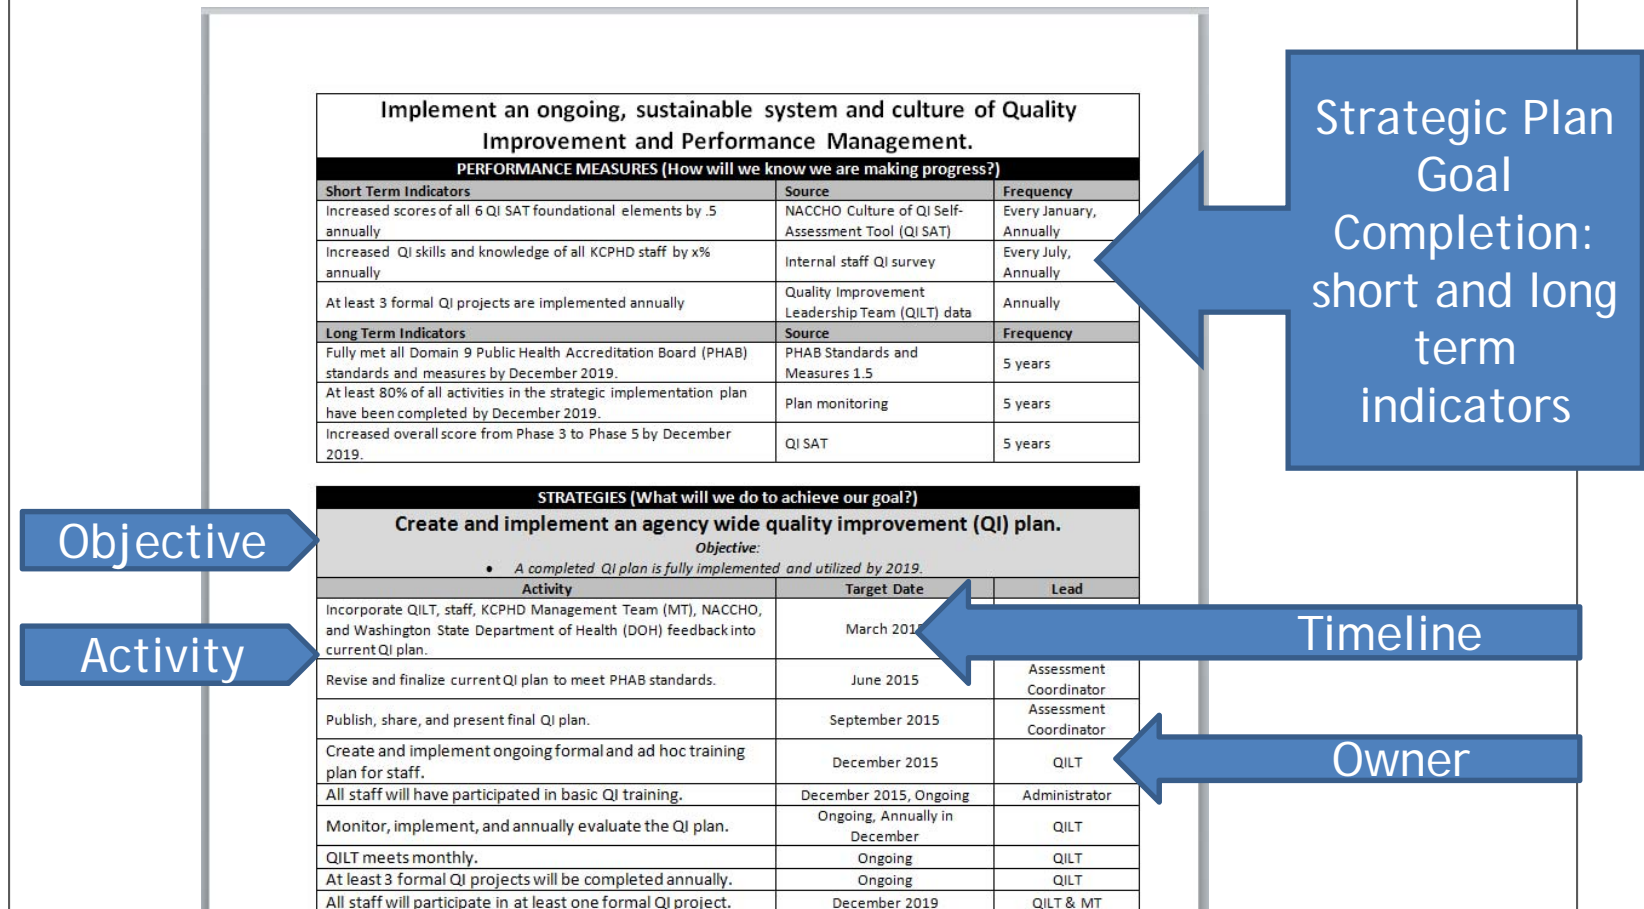 Implement an ongoing, sustainable system and culture of Quality
Improvement and Performance Management.
PERFORMANCE MEASURES (How will we know we are making progress?)
Short Term Indicators Source Frequency
Increased scores of all 6 QI SAT foundational elements by .5
annually
NACCHO Culture of QI Self-
Assessment Tool (QI SAT)
Every January,
Annually
Increased QI skills and knowledge of all KCPHD staff by x%
annually
Internal staff QI survey
Every July,
Annually
At least 3 formal QI projects are implemented annually
Quality Improvement
Leadership Team (QILT) data
Annually
Long Term Indicators Source Frequency
Fully met all Domain 9 Public Health Accreditation Board (PHAB)
standards and measures by December 2019.
PHAB Standards and
Measures 1.5
5 years
At least 80% of all activities in the strategic implementation plan
have been completed by December 2019.
Plan monitoring
5 years
Increased overall score from Phase 3 to Phase 5 by December
2019.
QI SAT
5 years
Strategic Plan
Goal
Completion:
short and long
term
indicators
STRATEGIES (What will we do to achieve our goal?)
Create and implement an agency wide quality improvement (QI) plan.
Objective:
• A completed QI plan is fully implemented and utilized by 2019.
Objective
Activity Target Date Lead
Incorporate QILT, staff, KCPHD Management Team (MT), NACCHO,
and Washington State Department of Health (DOH) feedback into
current QI plan.
March
Timeline
Activity
Revise and finalize current QI plan to meet PHAB standards.
June 2015
Assessment
Coordinator
Publish, share, and present final QI plan.
September 2015
Assessment
Coordinator
Create and implement ongoing formal and ad hoc training
plan for staff.
December 2015
QILT
Owner
All staff will have participated in basic QI training. December 2015, Ongoing Administrator
Monitor, implement, and annually evaluate the QI plan.
Ongoing, Annually in
December
QILT
QILT meets monthly. Ongoing QILT
At least 3 formal QI projects will be completed annually. Ongoing QILT
All staff will participate in at least one formal QI project. December 2019 QILT & MT